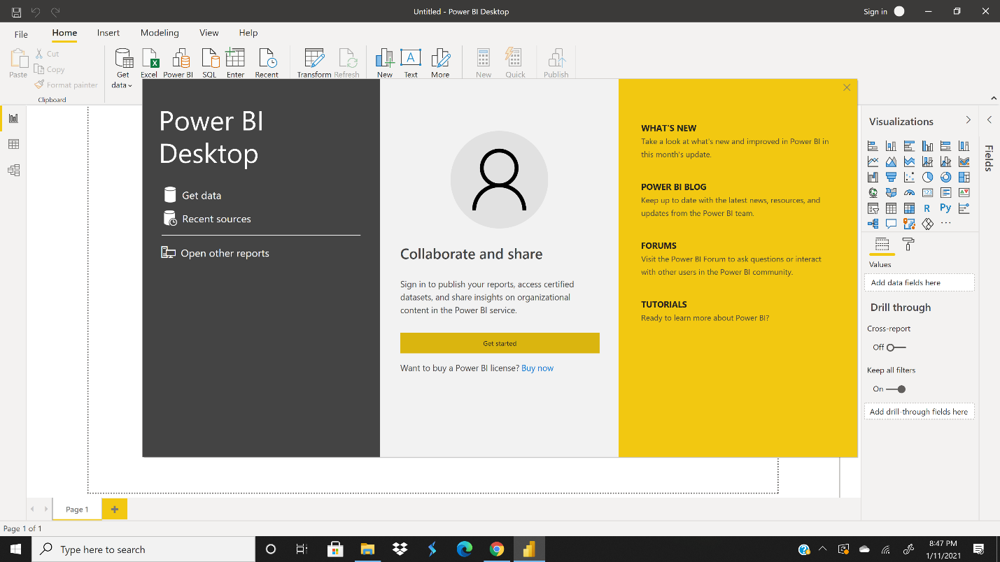 Untitled - Power BI Desktop
Sign in
File
Home
Insert
Modeling
View
Help
Paste
Cut
Copy
Format painter
Clipboard
Get data
Excel
Power BI
SQL
Enter
Recent
Transform
Refresh
New
Text
More
New
Quick
Publish
Power BI
Desktop
Get data
Recent sources
Open other reports
Collaborate and share
Sign in to publish your reports, access certified
datasets, and share insights on organizational
content in the Power BI service.
Get started
Want to buy a Power BI license? Buy now
WHAT'S NEW
Take a look at what's new and improved in Power BI in
this month's update.
POWER BI BLOG
Keep up to date with the latest news, resources, and
updates from the Power BI team.
FORUMS
Visit the Power BI Forum to ask questions or interact
with other users in the Power BI community.
TUTORIALS
Ready to learn more about Power BI?
Visualizations
Fields
123
R
Py
Values
Add data fields here
Drill through
Cross-report
Off
Keep all filters
On
Add drill-through fields here
Page 1
Page 1 of 1
Type here to search
8:47 PM
1/11/2021